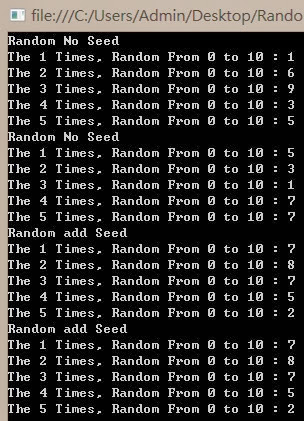 file:///C:/Users/Admin/Desktop/Rando
Random No Seed
The 1 Times, Random From 0 to 10 : 1
The 2 Times, Random From 0 to 10 : 6
The 3 Times, Random From 0 to 10 : 9
The 4 Times, Random From 0 to 10 : 3
The 5 Times, Random From 0 to 10 : 5
Random No Seed
The 1 Times, Random From 0 to 10 : 5
The 2 Times, Random From 0 to 10 : 3
The 3 Times, Random From 0 to 10 : 1
The 4 Times, Random From 0 to 10 : 7
The 5 Times, Random From 0 to 10 : 7
Random add Seed
The 1 Times, Random From 0 to 10 : 7
The 2 Times, Random From 0 to 10 : 8
The 3 Times, Random From 0 to 10 : 7
The 4 Times, Random From 0 to 10 : 5
The 5 Times, Random From 0 to 10 : 2
Random add Seed
The 1 Times, Random From 0 to 10 : 7
The 2 Times, Random From 0 to 10 : 8
The 3 Times, Random From 0 to 10 : 7
The 4 Times, Random From 0 to 10 : 5
The 5 Times, Random From 0 to 10 : 2